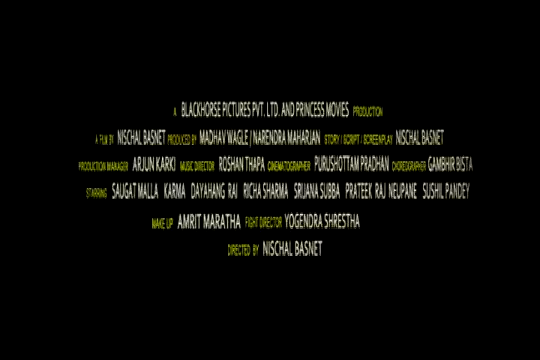 A BLACKHORSE PICTURES PVT. LTD. AND PRINCESS MOVIES PRODUCTION
A FILM BY NISCHAL BASNET PRODUCED BY MADHAV WAGLE / NARENDRA MAHARJAN STORY / SCRIPT / SCREENPLAY NISCHAL BASNET
PRODUCTION MANAGER ARJUN KARKI MUSIC DIRECTOR ROSHAN THAPA CINEMATOGRAPHER PURUSHOTTAM PRADHAN CHOREOGRAPHER GAMBHIR BISTA
STARRING SAUGAT MALLA KARMA DAYAHANG RAI RICHA SHARMA SRIJANA SUBBA PRATEEK RAJ NEUPANE SUSHIL PANDEY
MAKE UP AMRIT MARATHA FIGHT DIRECTOR YOGENDRA SHRESTHA
DIRECTED BY NISCHAL BASNET